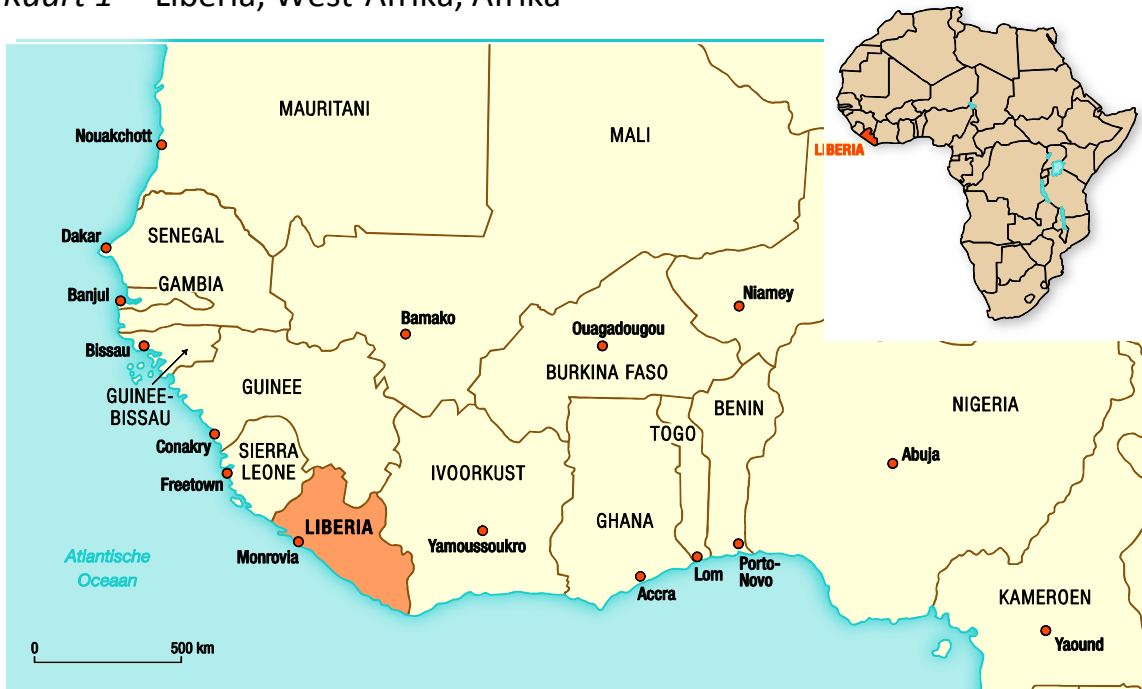 Kaart 1 Liberia, West-Afrika, Afrika
MAURITANI
MALI
LIBERIA
Nouakchott
Dakar
SENEGAL
Banjul
GAMBIA
Bamako
Niamey
Ouagadougou
BURKINA FASO
Bissau
GUINEE-
BISSAU
GUINEE
BENIN
NIGERIA
TOGO
Conakry
SIERRA
LEONE
Freetown
IVOORKUST
Abuja
LIBERIA
GHANA
Monrovia
Yamoussoukro
Atlantische
Oceaan
Accra
Lom
Porto-
Novo
KAMEROEN
Yaound
0 500 km